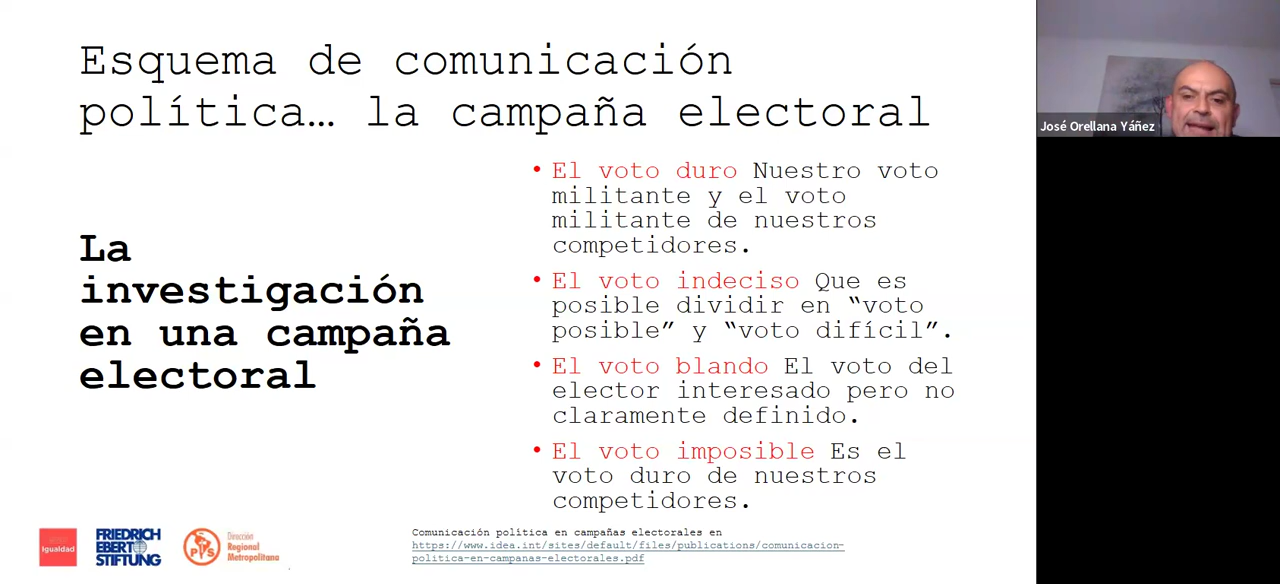 Esquema de comunicación
política… la campaña electoral
José Orellana Yáñez
La
investigación
en una campaña
electoral
• El voto duro Nuestro voto
militante y el voto
militante de nuestros
competidores.
• El voto indeciso Que es
posible dividir en “voto
posible” y “voto difícil”.
• El voto blando El voto del
elector interesado pero no
claramente definido.
• El voto imposible Es el
voto duro de nuestros
competidores.
Igualdad
FRIEDRICH
EBERT
STIFTUNG
PS
Dirección
Regional
Metropolitana
Comunicación política en campañas electorales en
https://www.idea.int/sites/default/files/publications/comunicacion-
politica-en-campanas-electorales.pdf